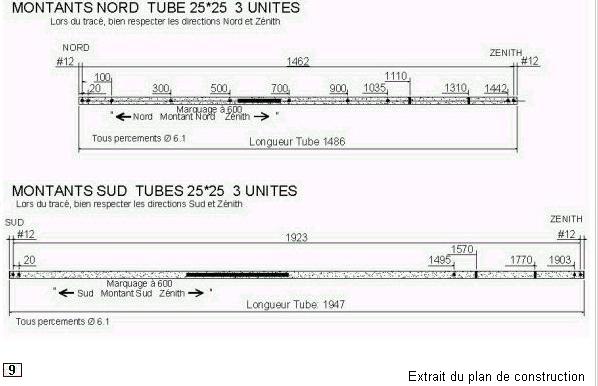 MONTANTS NORD TUBE 25*25 3 UNITES
Lors du tracé, bien respecter les directions Nord et Zénith
NORD
ZENITH
#12 1462 #12
1110
100
20 300 500 700 900 1035 1310 1442
Marquage à 600
" Nord Montant Nord Zénith "
Tous percements Ø 6.1
Longueur Tube 1486
MONTANTS SUD TUBES 25*25 3 UNITES
Lors du tracé, bien respecter les directions Sud et Zénith
SUD
ZENITH
#12 1923 #12
1570
20 1495 1770 1903
Marquage à 600
" Sud Montant Sud Zénith "
Longueur Tube: 1947
Tous percements Ø 6.1
9
Extrait du plan de construction